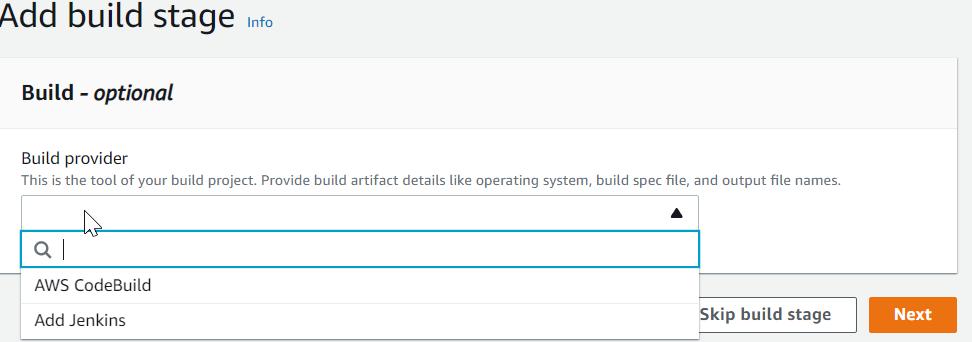 Add build stage Info
Build - optional
Build provider
This is the tool of your build project. Provide build artifact details like operating system, build spec file, and output file names.
AWS CodeBuild
Add Jenkins
Skip build stage Next